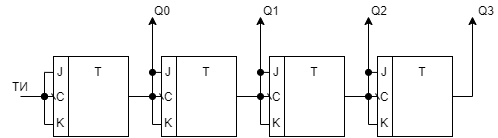 Q0 Q1 Q2 Q3
J T J T J T J T
ТИ C C C C
K K K K